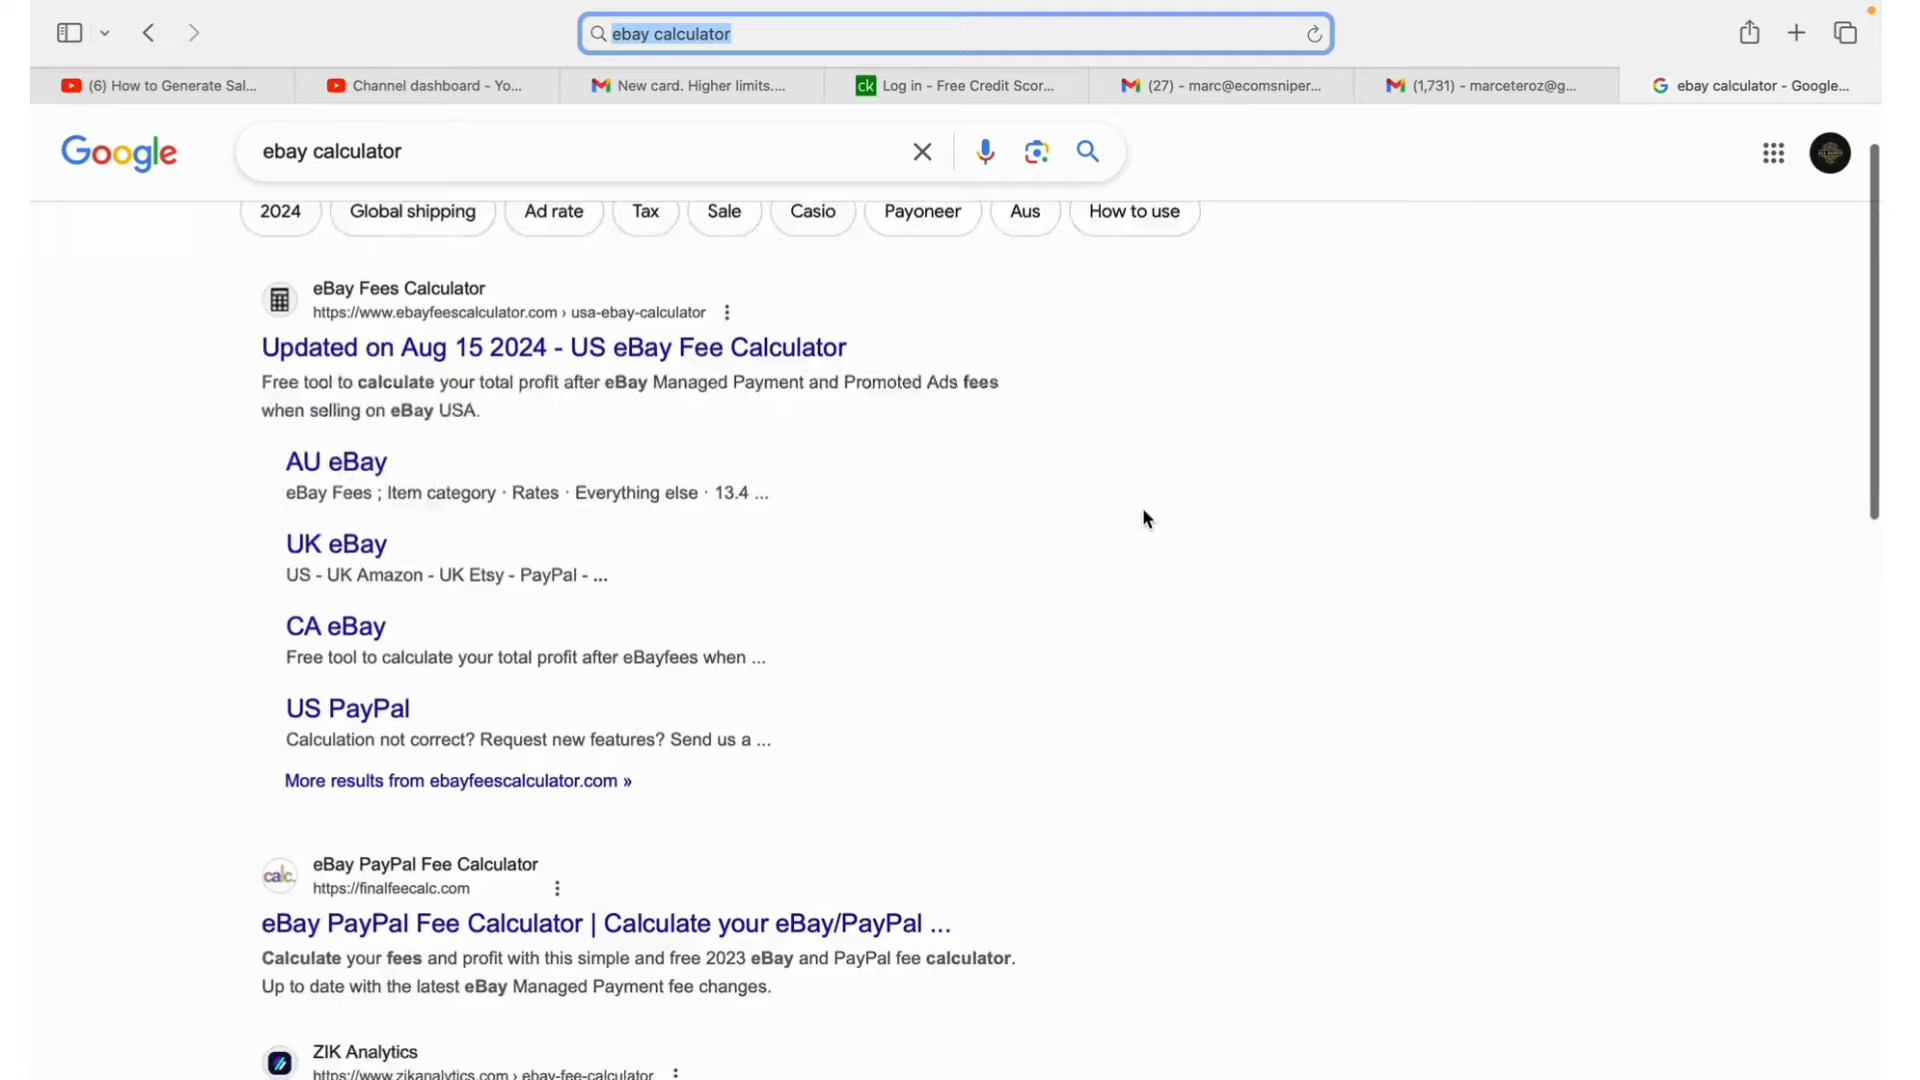 ebay calculator
(6) How to Generate Sal...
Channel dashboard - Yo...
New card. Higher limits....
ck
Log in - Free Credit Scor...
(27) - marc@ecomsniper...
(1,731) - marceteroz@g...
ebay calculator - Google...
Google
ebay calculator
2024
Global shipping
Ad rate
Tax
Sale
Casio
Payoneer
Aus
How to use
eBay Fees Calculator
https://www.ebayfeescalculator.com › usa-ebay-calculator
Updated on Aug 15 2024 - US eBay Fee Calculator
Free tool to calculate your total profit after eBay Managed Payment and Promoted Ads fees
when selling on eBay USA.
AU eBay
eBay Fees ; Item category · Rates · Everything else · 13.4 ...
UK eBay
US - UK Amazon - UK Etsy - PayPal - ...
CA eBay
Free tool to calculate your total profit after eBayfees when ...
US PayPal
Calculation not correct? Request new features? Send us a ...
More results from ebayfeescalculator.com »
calc.
eBay PayPal Fee Calculator
https://finalfeecalc.com
eBay PayPal Fee Calculator | Calculate your eBay/PayPal ...
Calculate your fees and profit with this simple and free 2023 eBay and PayPal fee calculator.
Up to date with the latest eBay Managed Payment fee changes.
ZIK Analytics
https://www.zikanalytics.com › ebay-fee-calculator